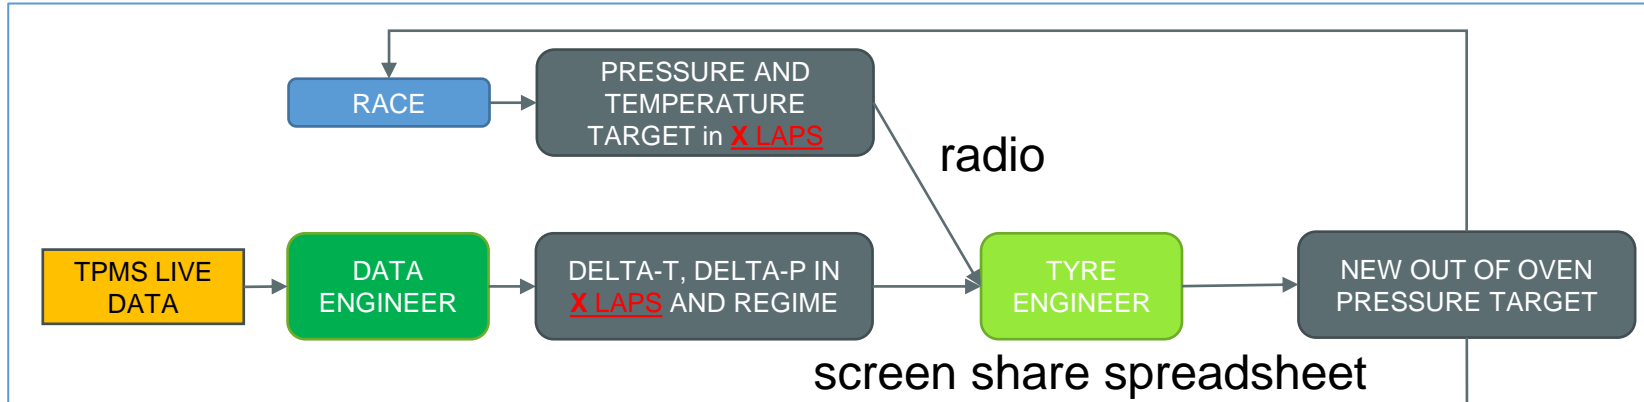 RACE
PRESSURE AND
TEMPERATURE
TARGET in X LAPS
radio
TPMS LIVE
DATA
DATA
ENGINEER
DELTA-T, DELTA-P IN
X LAPS AND REGIME
TYRE
ENGINEER
NEW OUT OF OVEN
PRESSURE TARGET
screen share spreadsheet